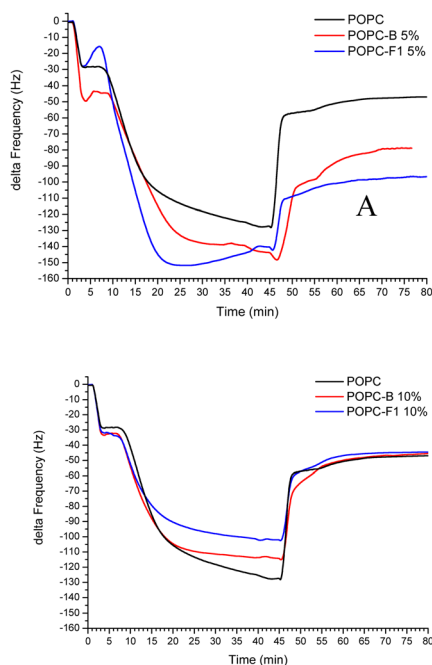 POPC
POPC-B 5%
POPC-F1 5%
delta Frequency (Hz)
0
-10
-20
-30
-40
-50
-60
-70
-80
-90
-100
-110
-120
-130
-140
-150
-160
A
0 5 10 15 20 25 30 35 40 45 50 55 60 65 70 75 80
Time (min)
POPC
POPC-B 10%
POPC-F1 10%
delta Frequency (Hz)
0
-10
-20
-30
-40
-50
-60
-70
-80
-90
-100
-110
-120
-130
-140
-150
-160
0 5 10 15 20 25 30 35 40 45 50 55 60 65 70 75 80
Time (min)